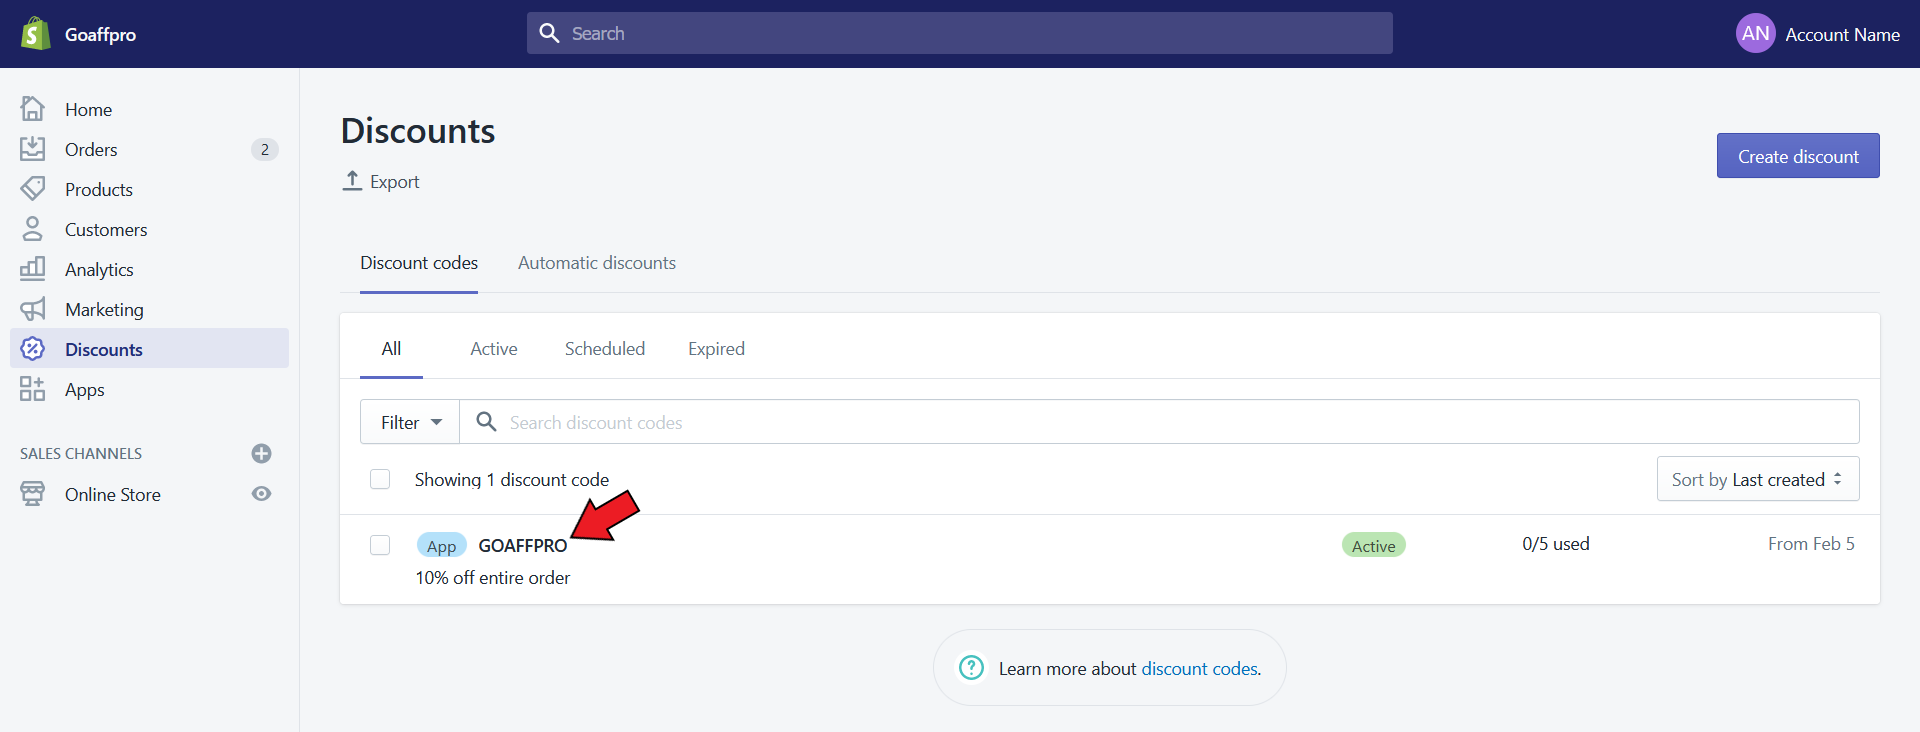 Goaffpro
Search
AN Account Name
Home
Orders 2
Products
Customers
Analytics
Marketing
Discounts
Apps
SALES CHANNELS
Online Store
Discounts
Export
Create discount
Discount codes Automatic discounts
All Active Scheduled Expired
Filter Search discount codes
Showing 1 discount code Sort by Last created
App GOAFFPRO Active 0/5 used From Feb 5
10% off entire order
Learn more about discount codes.